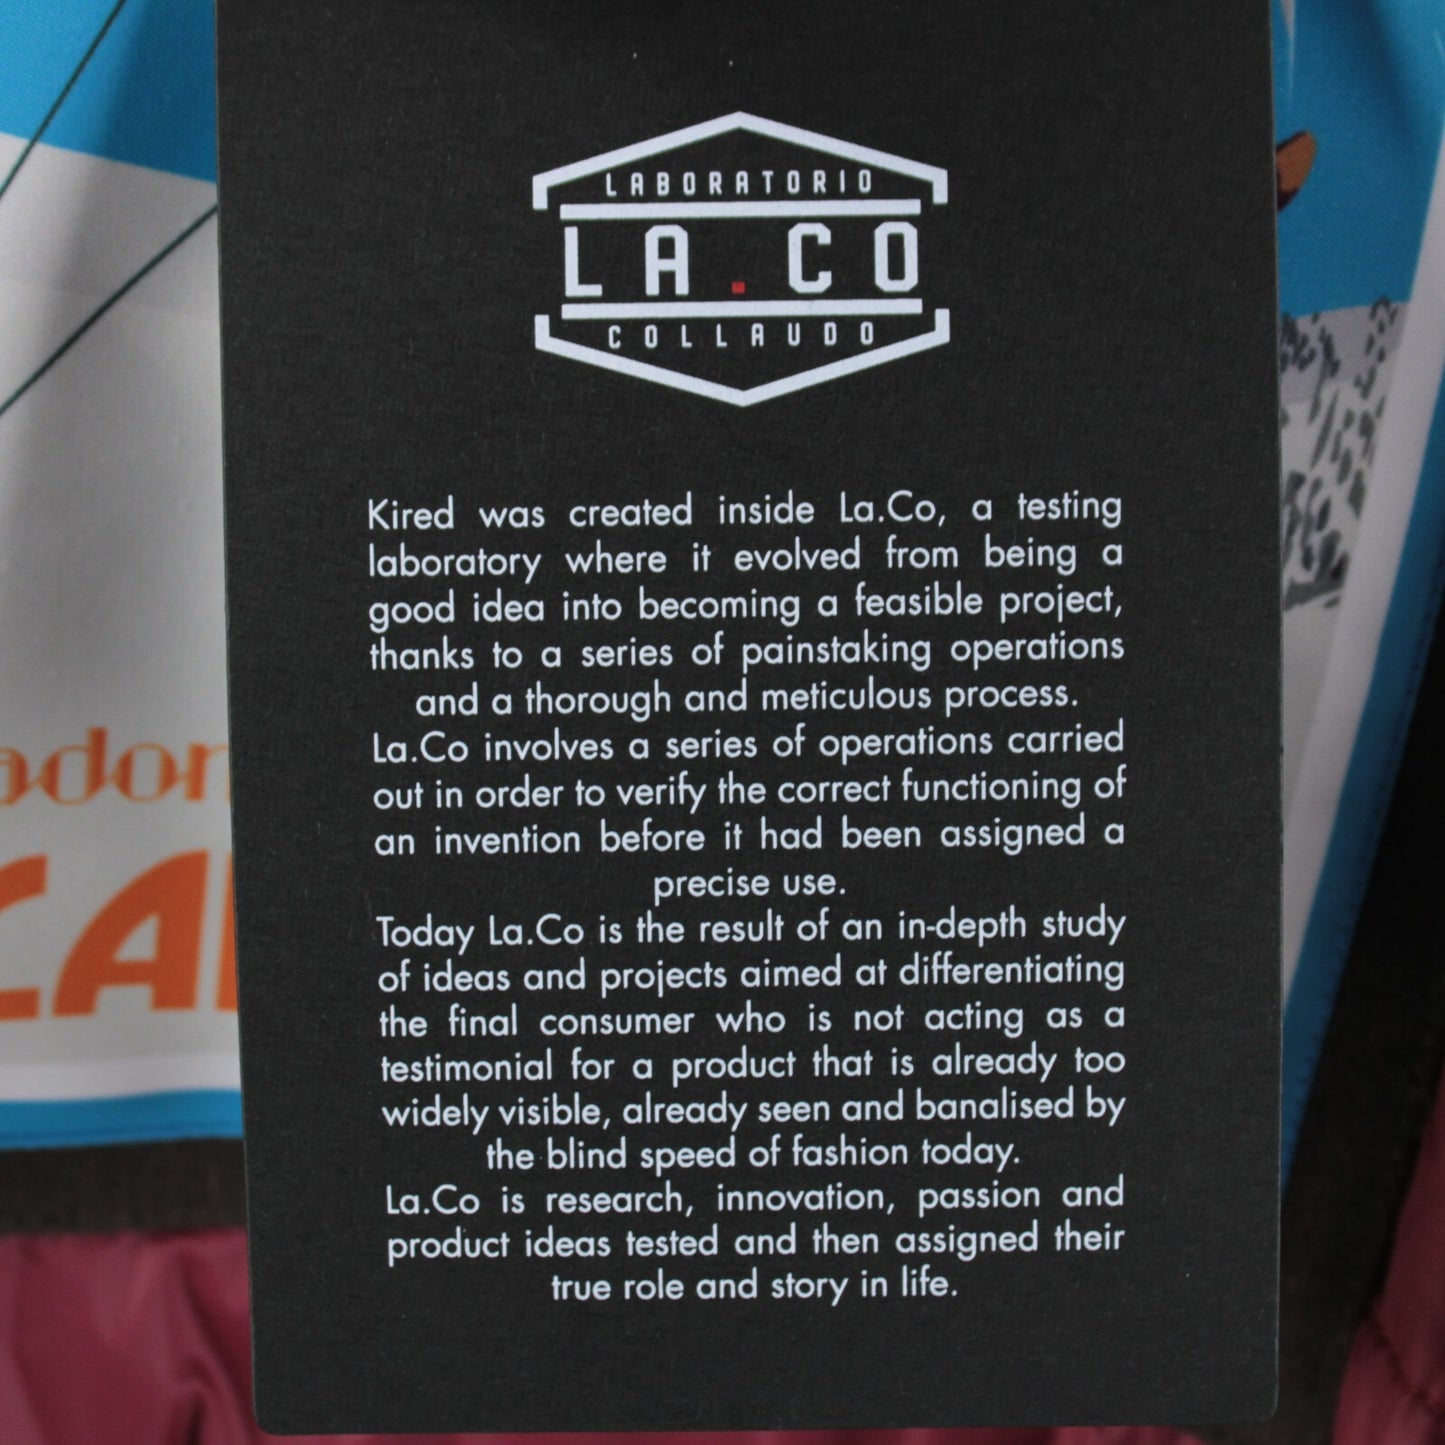 LABORATORIO
LA.CO
COLLAUDO
Kired was created inside La.Co, a testing
laboratory where it evolved from being a
good idea into becoming a feasible project,
thanks to a series of painstaking operations
and a thorough and meticulous process.
La.Co involves a series of operations carried
out in order to verify the correct functioning of
an invention before it had been assigned a
precise use.
Today La.Co is the result of an in-depth study
of ideas and projects aimed at differentiating
the final consumer who is not acting as a
testimonial for a product that is already too
widely visible, already seen and banalised by
the blind speed of fashion today.
La.Co is research, innovation, passion and
product ideas tested and then assigned their
true role and story in life.